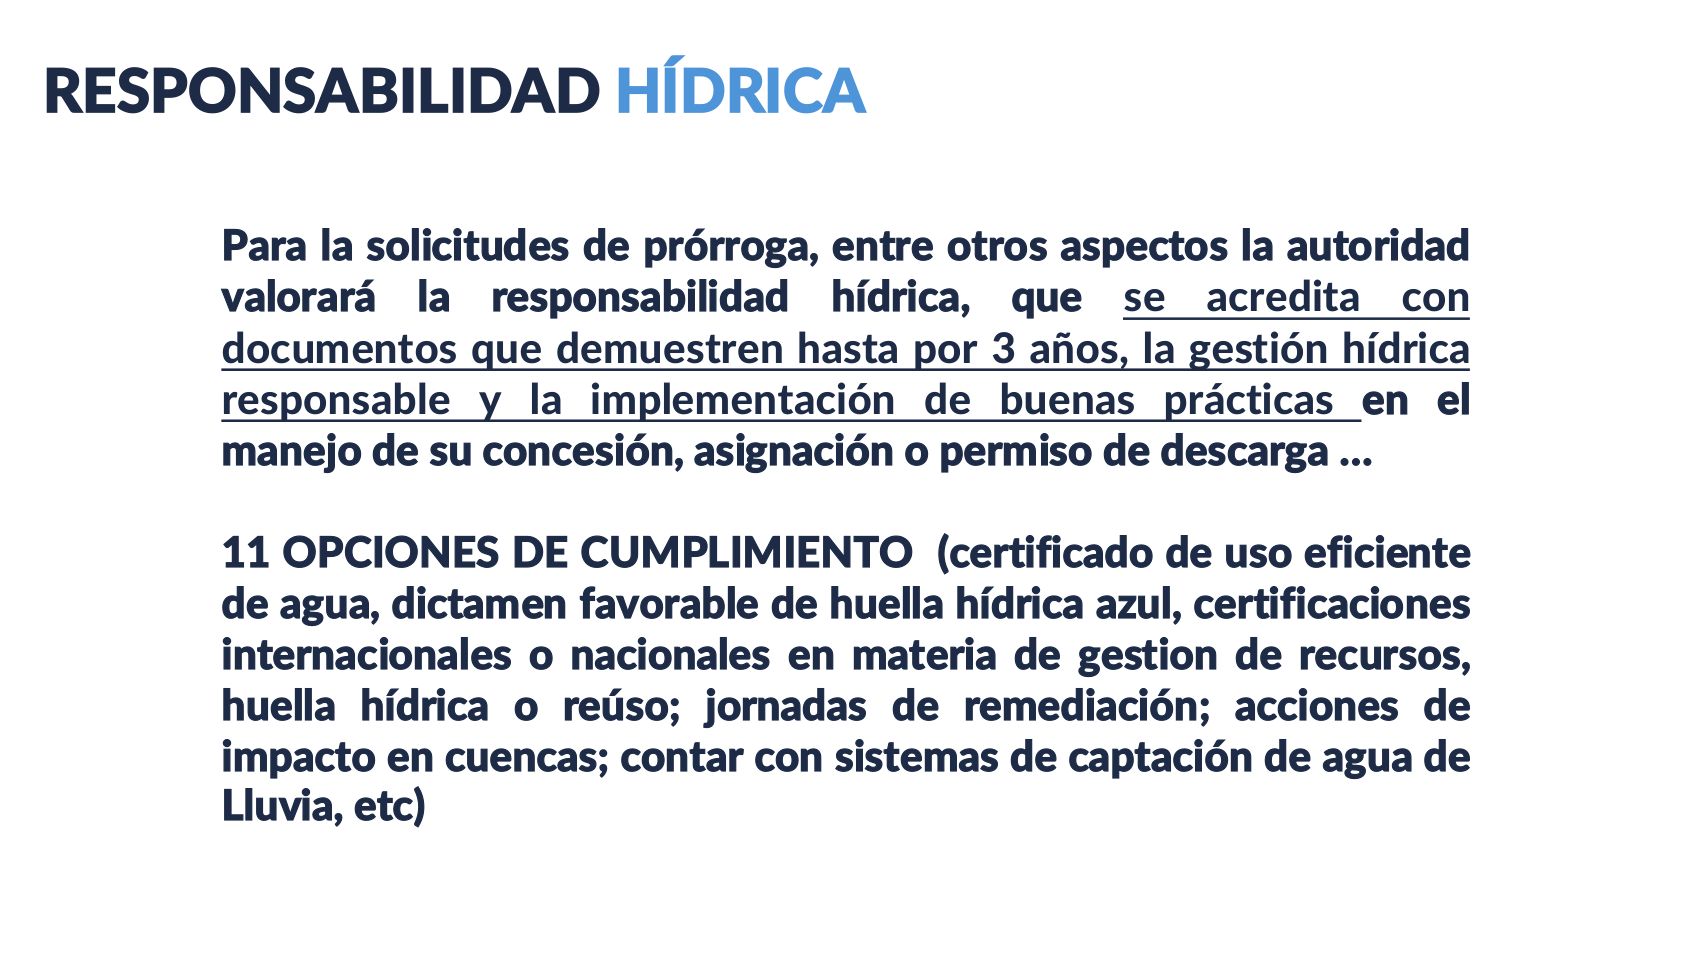 RESPONSABILIDAD HÍDRICA
Para la solicitudes de prórroga, entre otros aspectos la autoridad
valorará la responsabilidad hídrica, que se acredita con
documentos que demuestren hasta por 3 años, la gestión hídrica
responsable y la implementación de buenas prácticas en el
manejo de su concesión, asignación o permiso de descarga …
11 OPCIONES DE CUMPLIMIENTO (certificado de uso eficiente
de agua, dictamen favorable de huella hídrica azul, certificaciones
internacionales o nacionales en materia de gestion de recursos,
huella hídrica o reúso; jornadas de remediación; acciones de
impacto en cuencas; contar con sistemas de captación de agua de
Lluvia, etc)